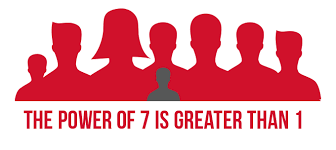 THE POWER OF 7 IS GREATER THAN 1